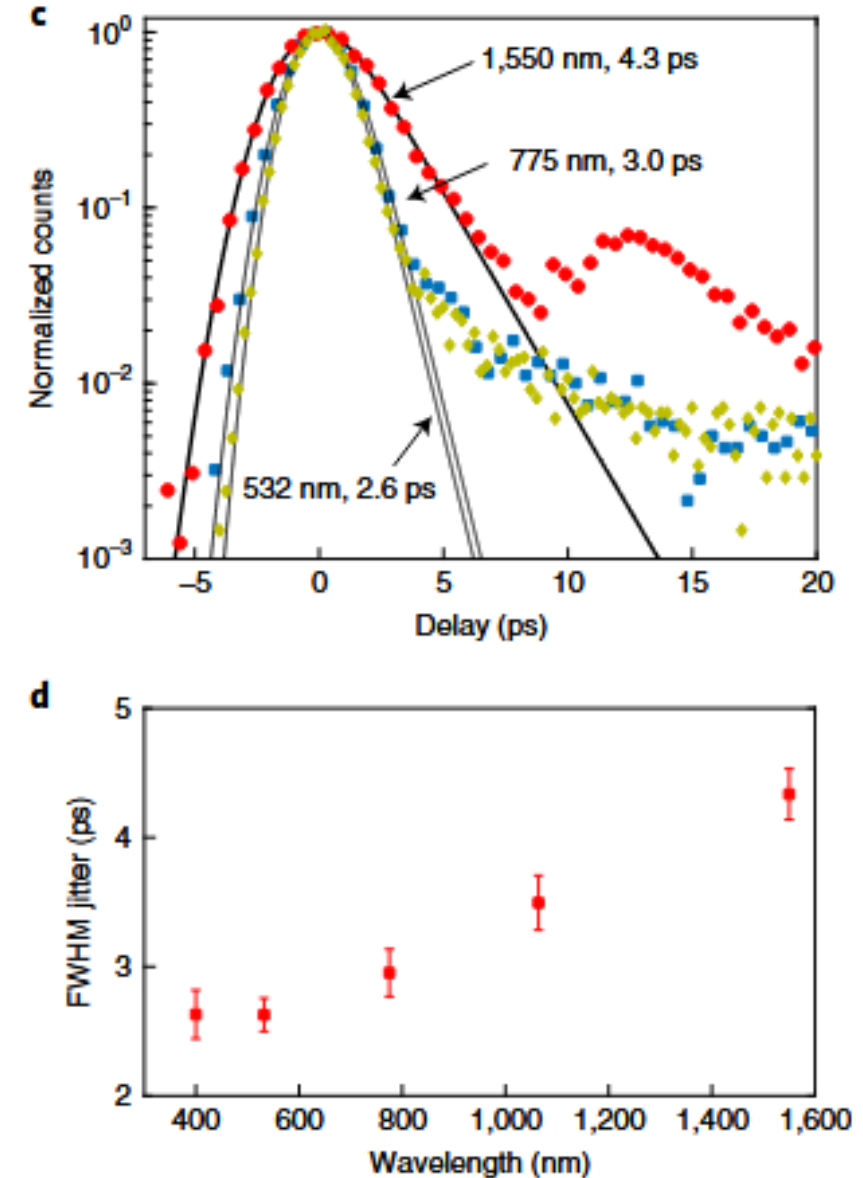 c
10⁰
1,550 nm, 4.3 ps
775 nm, 3.0 ps
10⁻¹
Normalized counts
10⁻²
532 nm, 2.6 ps
10⁻³
–5 0 5 10 15 20
Delay (ps)
d
5
4
FWHM jitter (ps)
3
2
400 600 800 1,000 1,200 1,400 1,600
Wavelength (nm)